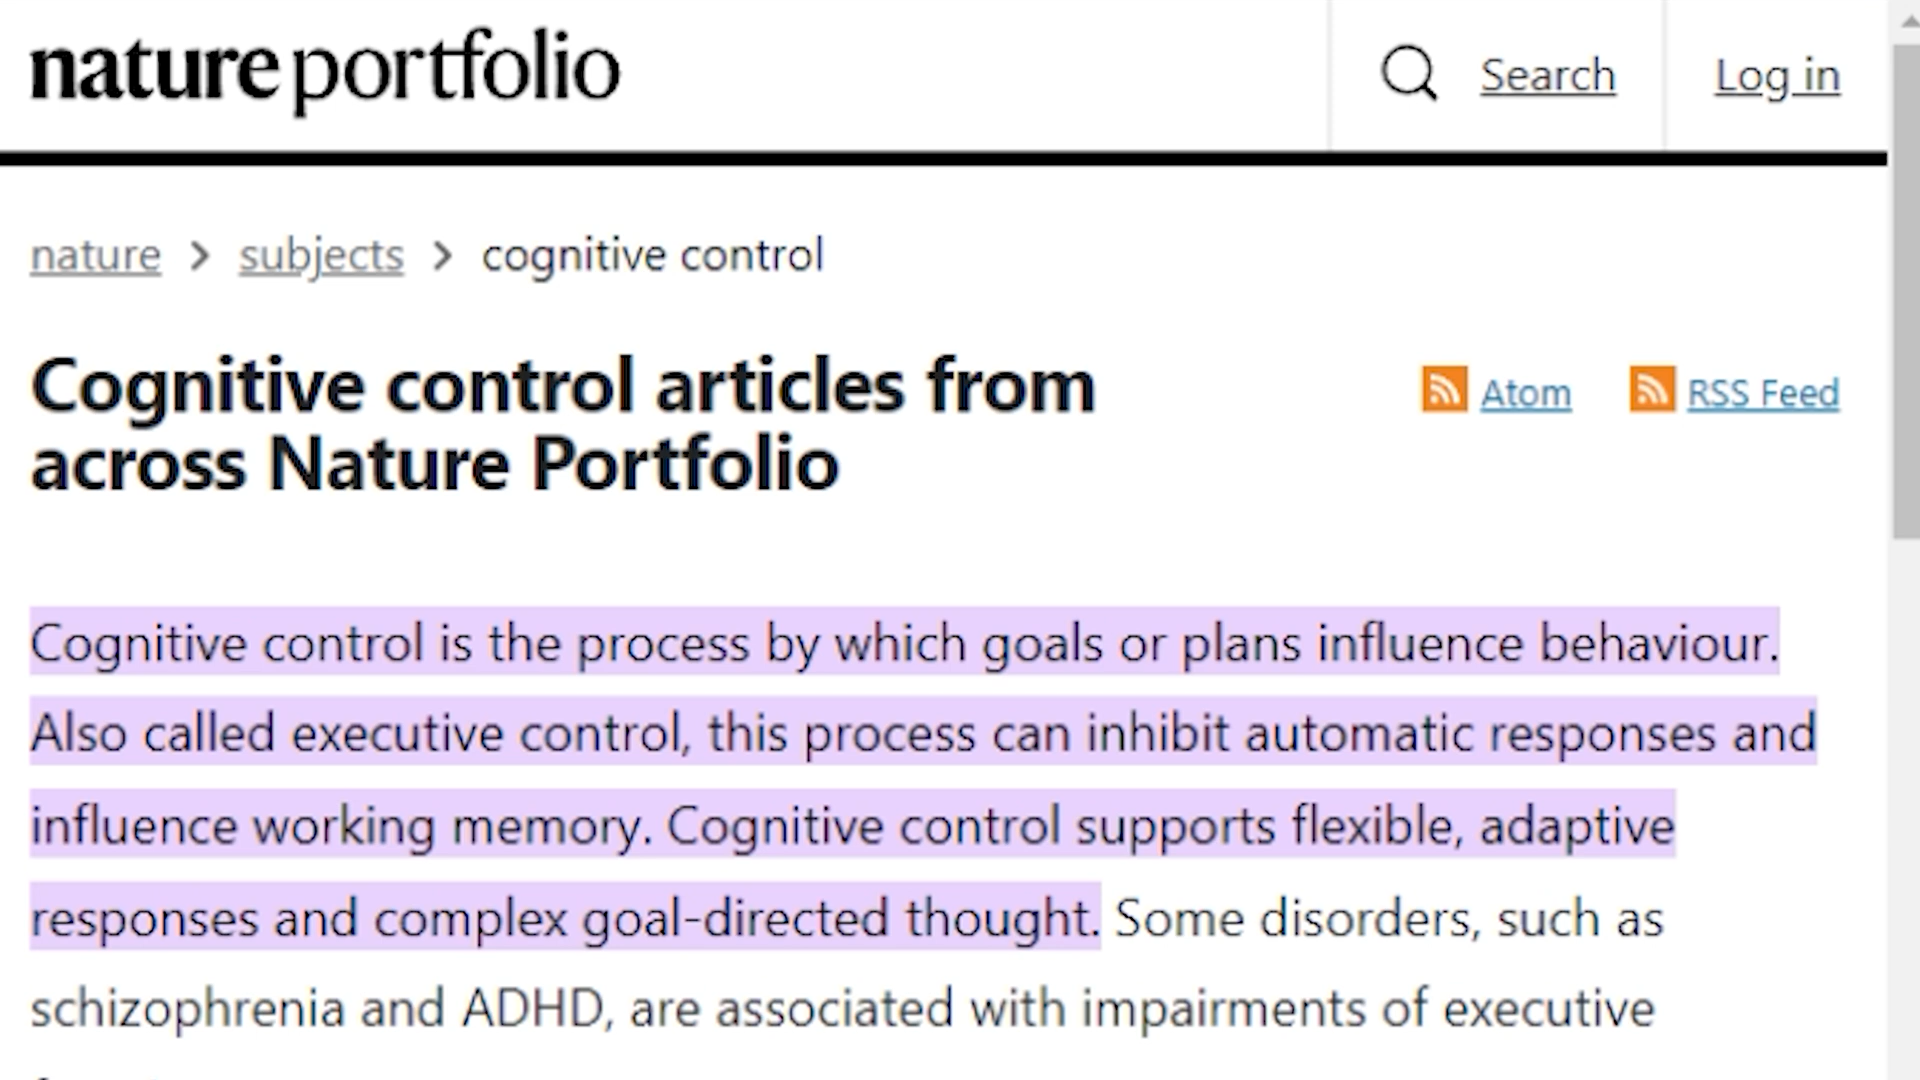 nature portfolio
Search
Log in
nature > subjects > cognitive control
Cognitive control articles from
across Nature Portfolio
Atom
RSS Feed
Cognitive control is the process by which goals or plans influence behaviour.
Also called executive control, this process can inhibit automatic responses and
influence working memory. Cognitive control supports flexible, adaptive
responses and complex goal-directed thought. Some disorders, such as
schizophrenia and ADHD, are associated with impairments of executive